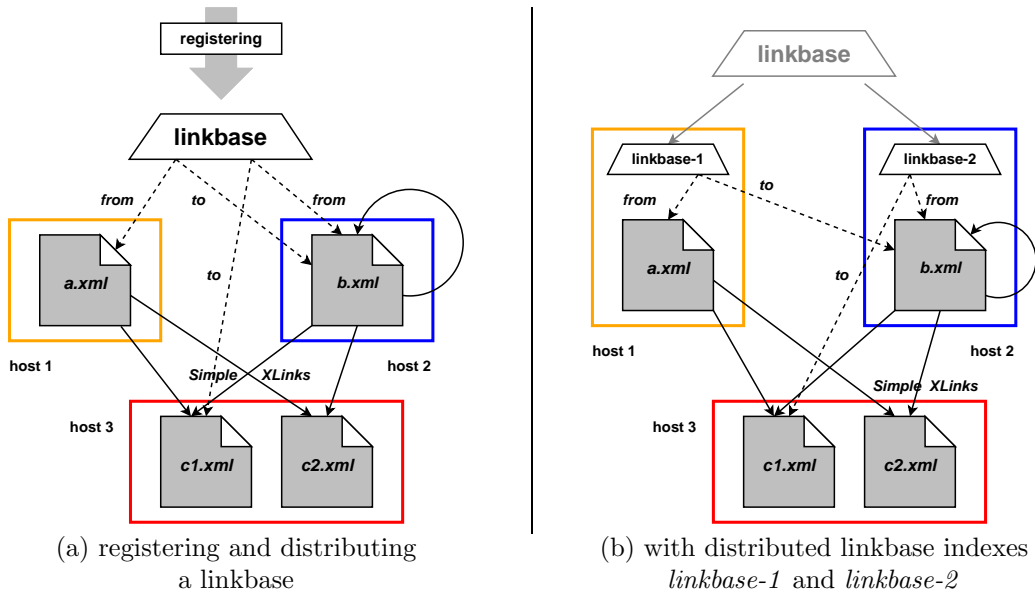 registering
linkbase
from
to
from
to
a.xml
b.xml
host 1
host 2
Simple XLinks
host 3
c1.xml
c2.xml
(a) registering and distributing
a linkbase
linkbase
linkbase-1
linkbase-2
to
from
from
to
a.xml
b.xml
host 1
host 2
Simple XLinks
host 3
c1.xml
c2.xml
(b) with distributed linkbase indexes
linkbase-1 and linkbase-2